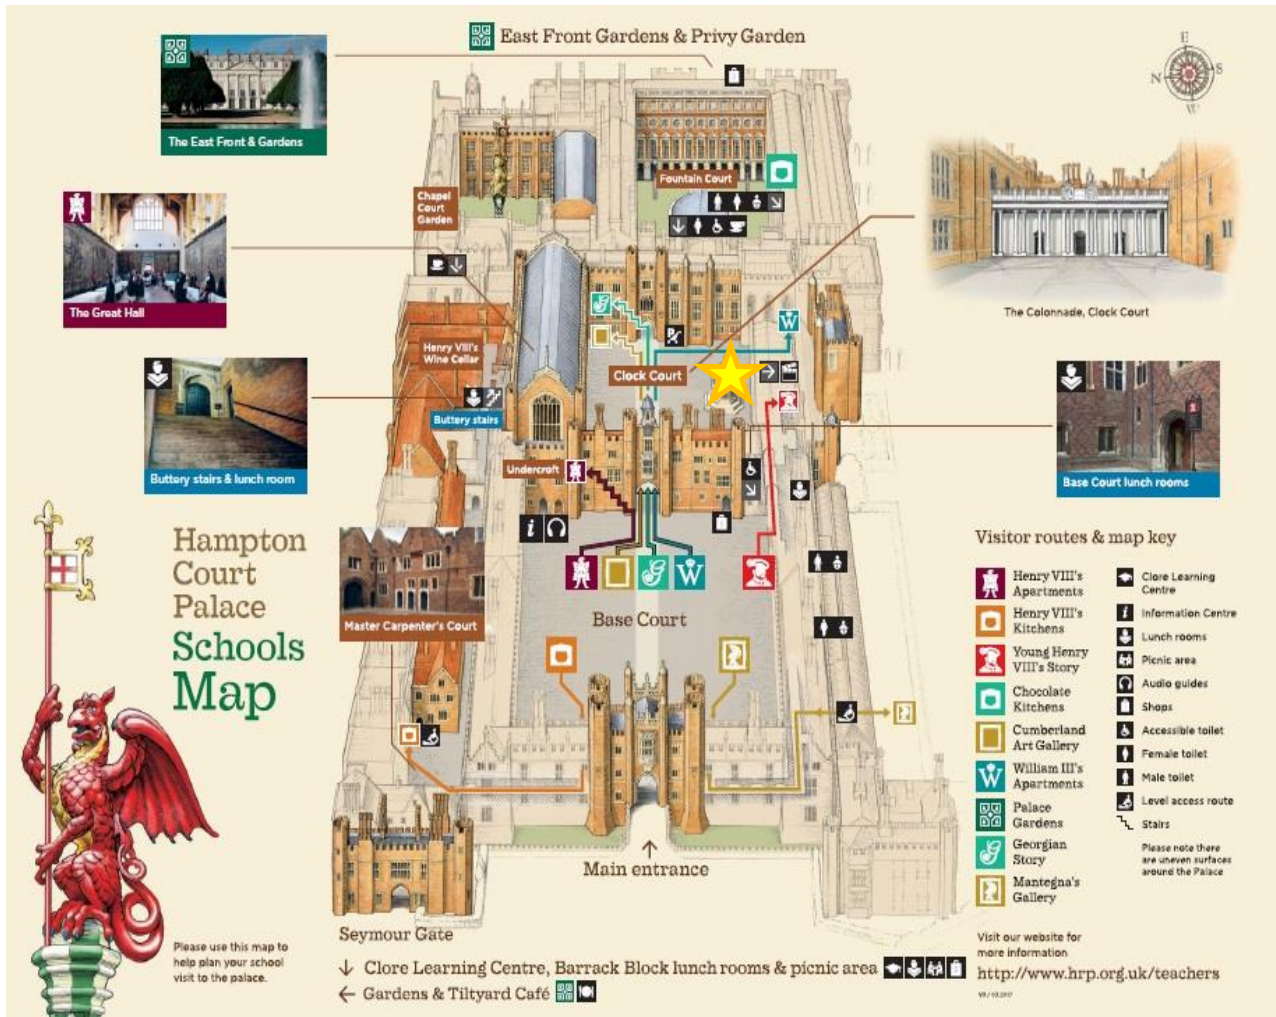 East Front Gardens & Privy Garden
E
N
S
W
The East Front & Gardens
Fountain Court
Chapel
Court
Garden
The Great Hall
The Colonnade, Clock Court
W
Henry VIII's
Wine Cellar
Clock Court
Buttery stairs
Buttery stairs & lunch room
Undercroft
Base Court lunch rooms
Hampton
Court
Palace
Schools
Map
i
W
Base Court
Master Carpenter's Court
Visitor routes & map key
Henry VIII's
Apartments
Henry VIII's
Kitchens
Young Henry
VIII's Story
Chocolate
Kitchens
Cumberland
Art Gallery
W
William III's
Apartments
Palace
Gardens
Georgian
Story
Mantegna's
Gallery
Clore Learning
Centre
i
Information Centre
Lunch rooms
Picnic area
Audio guides
Shops
Accessible toilet
Female toilet
Male toilet
Level access route
Stairs
Please note there
are uneven surfaces
around the Palace
Main entrance
Seymour Gate
Please use this map to
help plan your school
visit to the palace.
Clore Learning Centre, Barrack Block lunch rooms & picnic area
Gardens & Tiltyard Café
Visit our website for
more information
http://www.hrp.org.uk/teachers